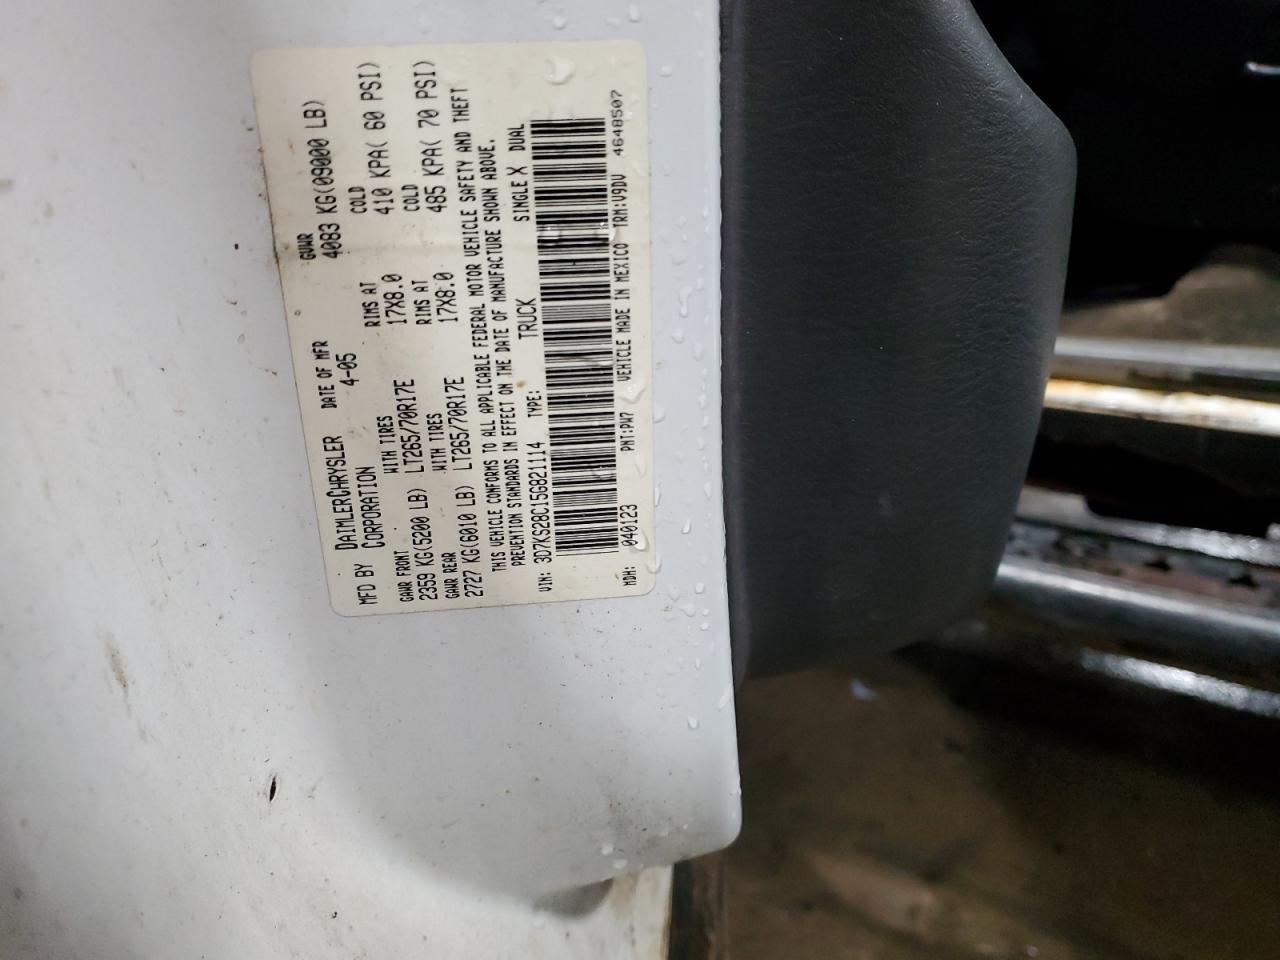 MFD BY DAIMLERCHRYSLER CORPORATION
DATE OF MFR 4-05
GVWR 4083 KG(09000 LB)
GAWR FRONT WITH TIRES RIMS AT COLD
2359 KG(5200 LB) LT265/70R17E 17X8.0 410 KPA( 60 PSI)
GAWR REAR WITH TIRES RIMS AT COLD
2727 KG(6010 LB) LT265/70R17E 17X8.0 485 KPA( 70 PSI)
THIS VEHICLE CONFORMS TO ALL APPLICABLE FEDERAL MOTOR VEHICLE SAFETY AND THEFT
PREVENTION STANDARDS IN EFFECT ON THE DATE OF MANUFACTURE SHOWN ABOVE.
VIN: 3D7KS28C15G821114 TYPE: TRUCK SINGLE X DUAL
MDH: 040123 PNT:PW7 VEHICLE MADE IN MEXICO TRM:V9DV 4648507